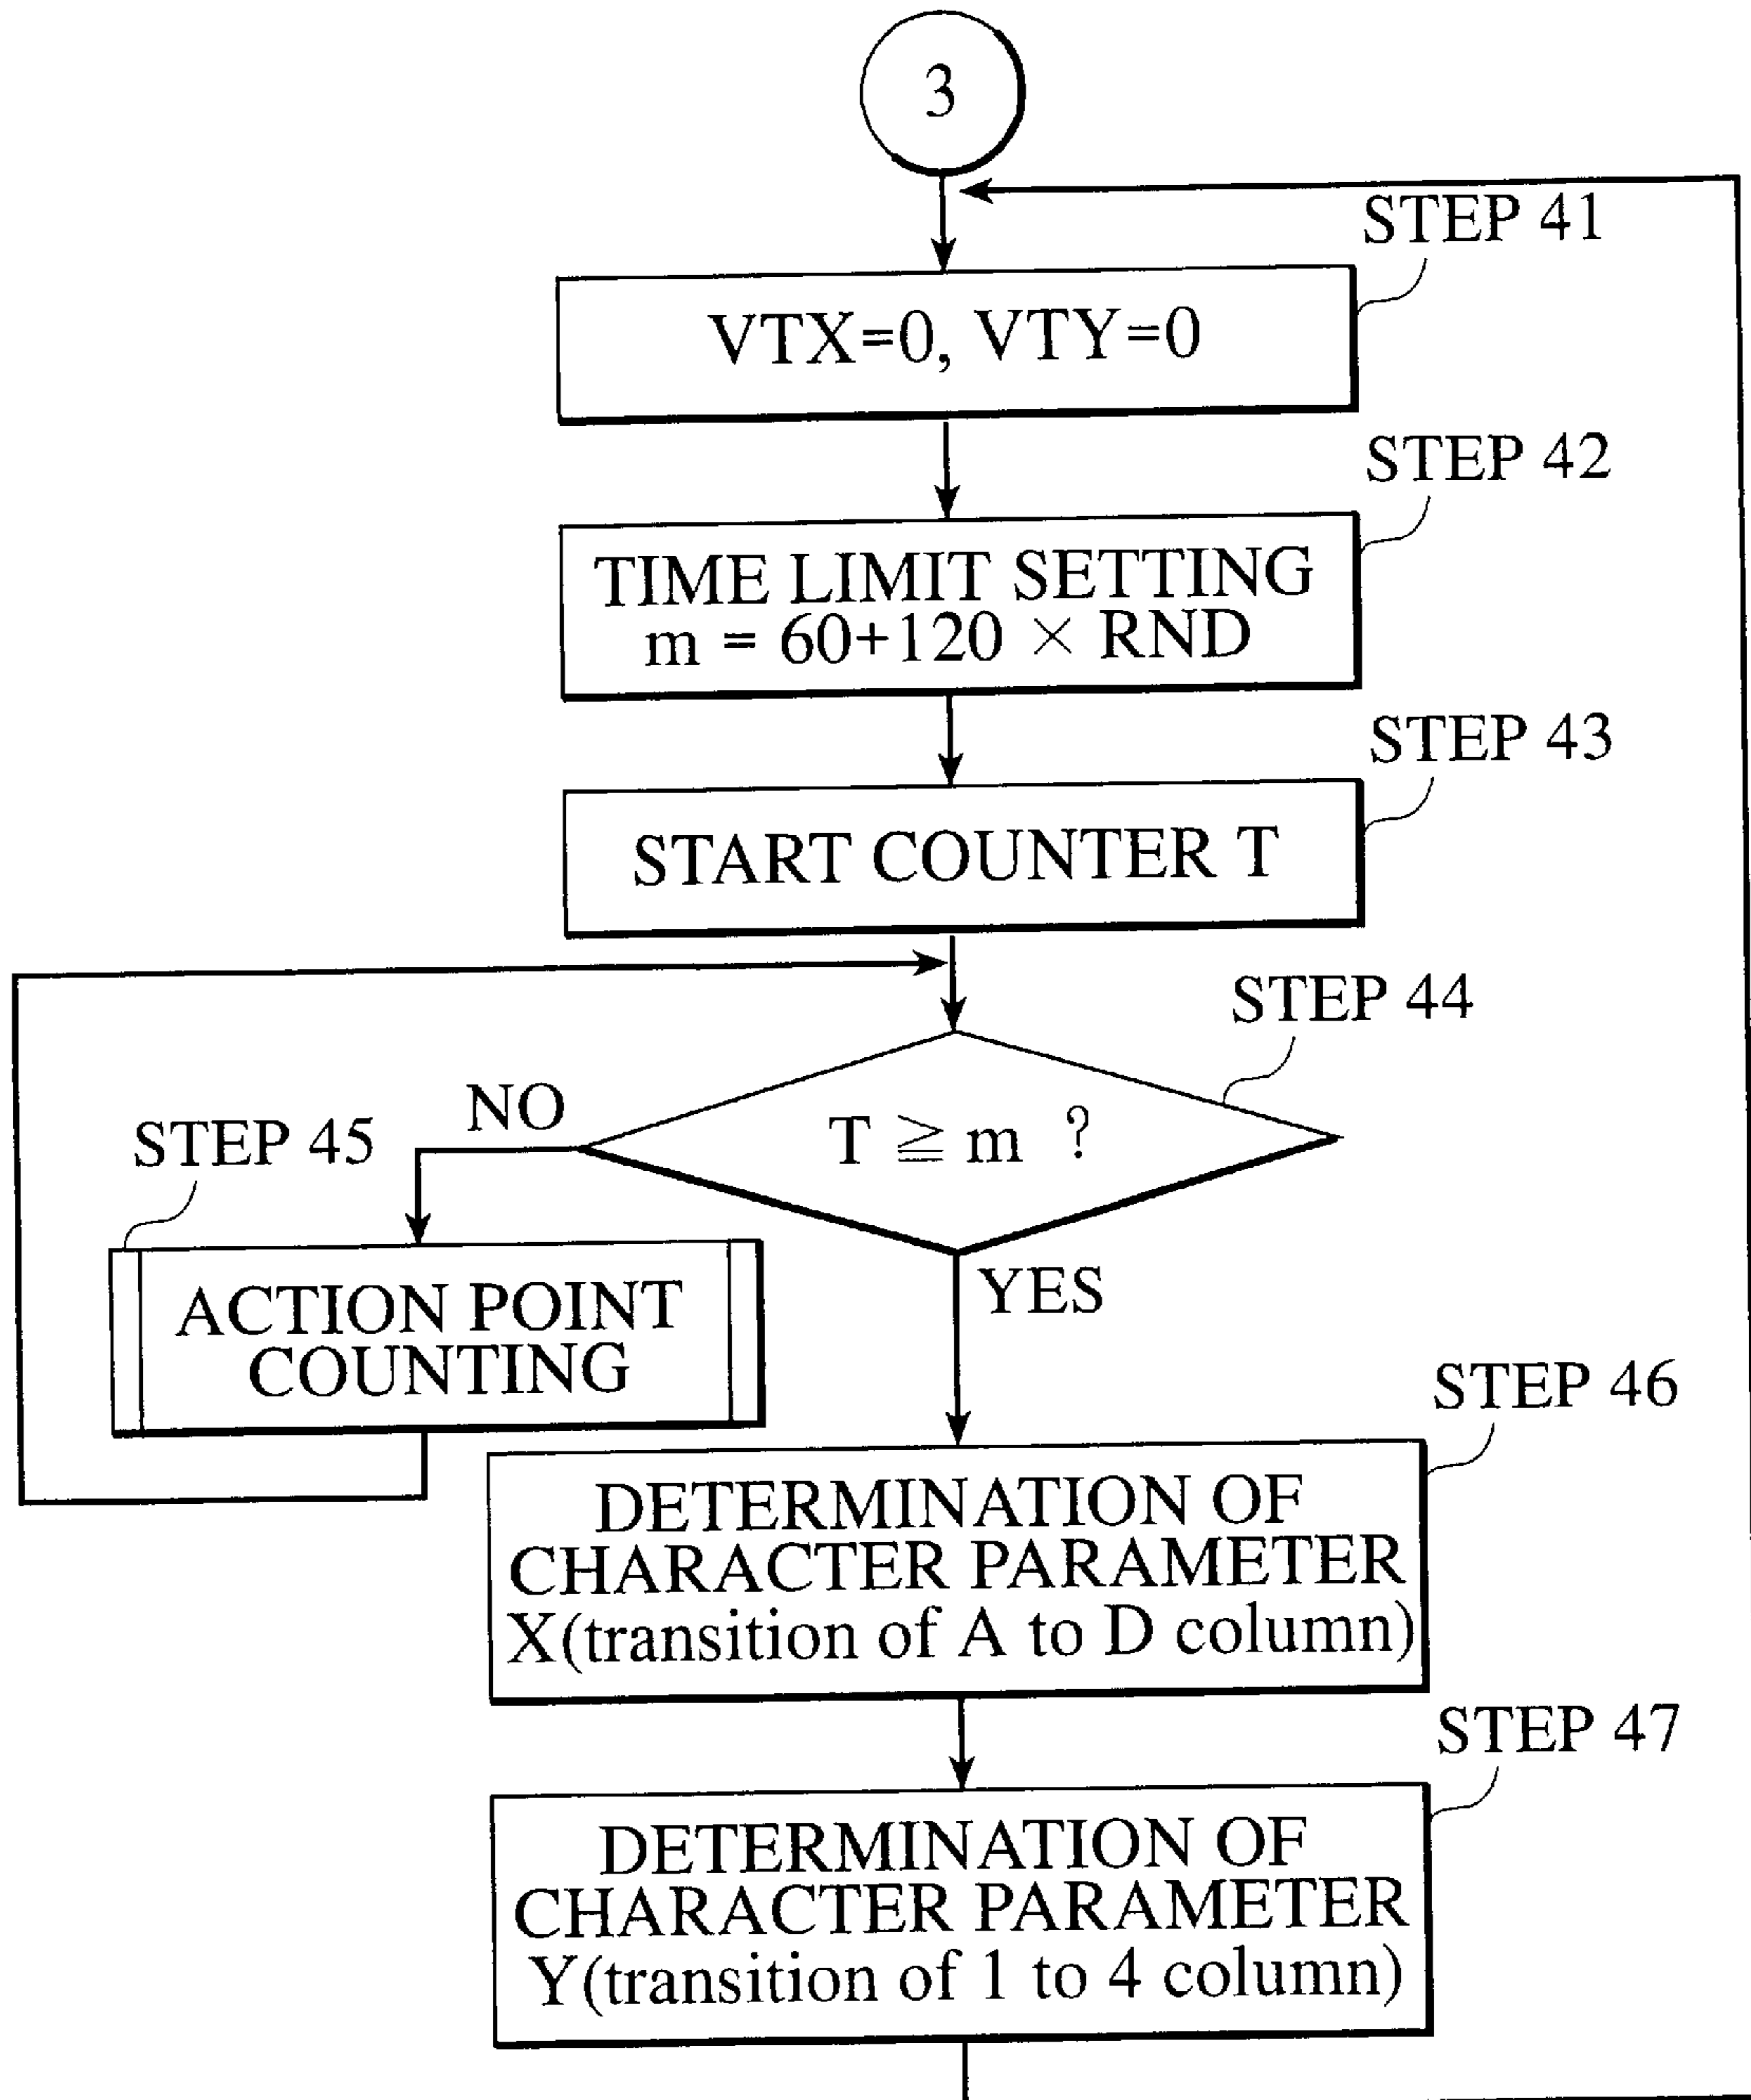 3
STEP 41
VTX=0, VTY=0
STEP 42
TIME LIMIT SETTING
m = 60+120 × RND
STEP 43
START COUNTER T
STEP 44
T ≧ m ?
NO
STEP 45
ACTION POINT
COUNTING
YES
STEP 46
DETERMINATION OF
CHARACTER PARAMETER
X(transition of A to D column)
STEP 47
DETERMINATION OF
CHARACTER PARAMETER
Y(transition of 1 to 4 column)